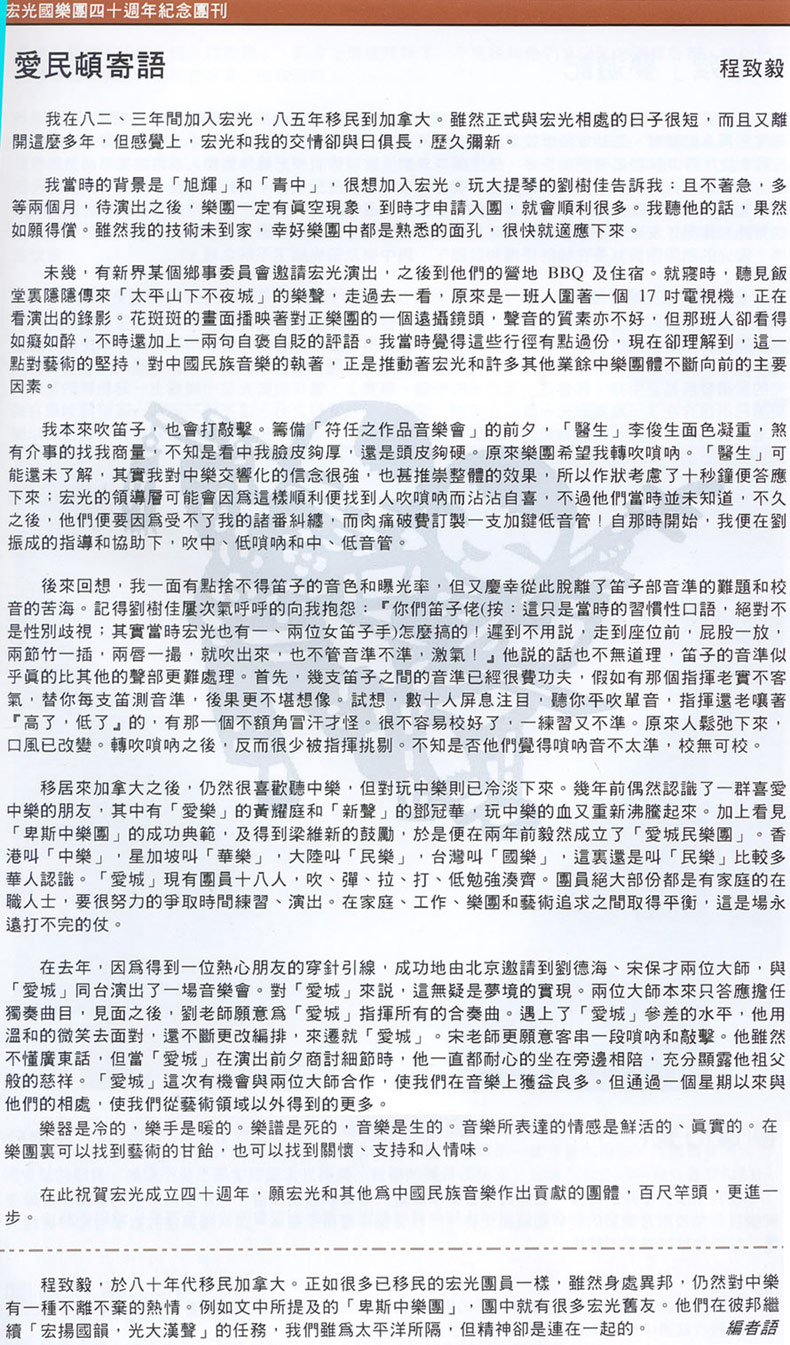 宏光國樂團四十週年紀念團刊
愛民頓寄語
程致毅
我在八二、三年間加入宏光，八五年移民到加拿大。雖然正式與宏光相處的日子很短，而且又離
開這麼多年，但感覺上，宏光和我的交情卻與日俱長，歷久彌新。
我當時的背景是「旭輝」和「青中」，很想加入宏光。玩大提琴的劉樹佳告訴我：且不著急，多
等兩個月，待演出之後，樂團一定有眞空現象，到時才申請入團，就會順利很多。我聽他的話，果然
如願得償。雖然我的技術未到家，幸好樂團中都是熟悉的面孔，很快就適應下來。
未幾，有新界某個鄉事委員會邀請宏光演出，之後到他們的營地 BBQ 及住宿。就寢時，聽見飯
堂裏隱隱傳來「太平山下不夜城」的樂聲，走過去一看，原來是一班人圍著一個 17 吋電視機，正在
看演出的錄影。花斑斑的畫面播映著對正樂團的一個遠攝鏡頭，聲音的質素亦不好，但那班人卻看得
如癡如醉，不時還加上一兩句自褒自貶的評語。我當時覺得這些行徑有點過份，現在卻理解到，這一
點對藝術的堅持，對中國民族音樂的執著，正是推動著宏光和許多其他業餘中樂團體不斷向前的主要
因素。
我本來吹笛子，也會打敲擊。籌備「符任之作品音樂會」的前夕，「醫生」李俊生面色凝重，煞
有介事的找我商量，不知是看中我臉皮夠厚，還是頭皮夠硬。原來樂團希望我轉吹嗩吶。「醫生」可
能還未了解，其實我對中樂交響化的信念很強，也甚推崇整體的效果，所以作狀考慮了十秒鐘便答應
下來；宏光的領導層可能會因爲這樣順利便找到人吹嗩吶而沾沾自喜，不過他們當時並未知道，不久
之後，他們便要因爲受不了我的諸番糾纏，而肉痛破費訂製一支加鍵低音管！自那時開始，我便在劉
振成的指導和協助下，吹中、低嗩吶和中、低音管。
後來回想，我一面有點捨不得笛子的音色和曝光率，但又慶幸從此脫離了笛子部音準的難題和校
音的苦海。記得劉樹佳屢次氣呼呼的向我抱怨：『你們笛子佬(按：這只是當時的習慣性口語，絕對不
是性別歧視；其實當時宏光也有一、兩位女笛子手)怎麼搞的！遲到不用說，走到座位前，屁股一放，
兩節竹一插，兩唇一撮，就吹出來，也不管音準不準，激氣！』他說的話也不無道理，笛子的音準似
乎眞的比其他的聲部更難處理。首先，幾支笛子之間的音準已經很費功夫，假如有那個指揮老實不客
氣，替你每支笛測音準，後果更不堪想像。試想，數十人屏息注目，聽你平吹單音，指揮還老嚷著
『高了，低了』的，有那一個不額角冒汗才怪。很不容易校好了，一練習又不準。原來人鬆弛下來，
口風已改變。轉吹嗩吶之後，反而很少被指揮挑剔。不知是否他們覺得嗩吶音不太準，校無可校。
移居來加拿大之後，仍然很喜歡聽中樂，但對玩中樂則已冷淡下來。幾年前偶然認識了一群喜愛
中樂的朋友，其中有「愛樂」的黃耀庭和「新聲」的鄧冠華，玩中樂的血又重新沸騰起來。加上看見
「卑斯中樂團」的成功典範，及得到梁維新的鼓勵，於是便在兩年前毅然成立了「愛城民樂團」。香
港叫「中樂」，星加坡叫「華樂」，大陸叫「民樂」，台灣叫「國樂」，這裏還是叫「民樂」比較多
華人認識。「愛城」現有團員十八人，吹、彈、拉、打、低勉強湊齊。團員絕大部份都是有家庭的在
職人士，要很努力的爭取時間練習、演出。在家庭、工作、樂團和藝術追求之間取得平衡，這是場永
遠打不完的仗。
在去年，因爲得到一位熱心朋友的穿針引線，成功地由北京邀請到劉德海、宋保才兩位大師，與
「愛城」同台演出了一場音樂會。對「愛城」來說，這無疑是夢境的實現。兩位大師本來只答應擔任
獨奏曲目，見面之後，劉老師願意爲「愛城」指揮所有的合奏曲。遇上了「愛城」參差的水平，他用
溫和的微笑去面對，還不斷更改編排，來遷就「愛城」。宋老師更願意客串一段嗩吶和敲擊。他雖然
不懂廣東話，但當「愛城」在演出前夕商討細節時，他一直都耐心的坐在旁邊相陪，充分顯露他祖父
般的慈祥。「愛城」這次有機會與兩位大師合作，使我們在音樂上獲益良多。但通過一個星期以來與
他們的相處，使我們從藝術領域以外得到的更多。
樂器是冷的，樂手是暖的。樂譜是死的，音樂是生的。音樂所表達的情感是鮮活的、眞實的。在
樂團裏可以找到藝術的甘飴，也可以找到關懷，支持和人情味。
在此祝賀宏光成立四十週年，願宏光和其他爲中國民族音樂作出貢獻的團體，百尺竿頭，更進一
步。
程致毅，於八十年代移民加拿大。正如很多已移民的宏光團員一樣，雖然身處異邦，仍然對中樂
有一種不離不棄的熱情。例如文中所提及的「卑斯中樂團」，團中就有很多宏光舊友。他們在彼邦繼
續「宏揚國韻，光大漢聲」的任務，我們雖爲太平洋所隔，但精神卻是連在一起的。 編者語